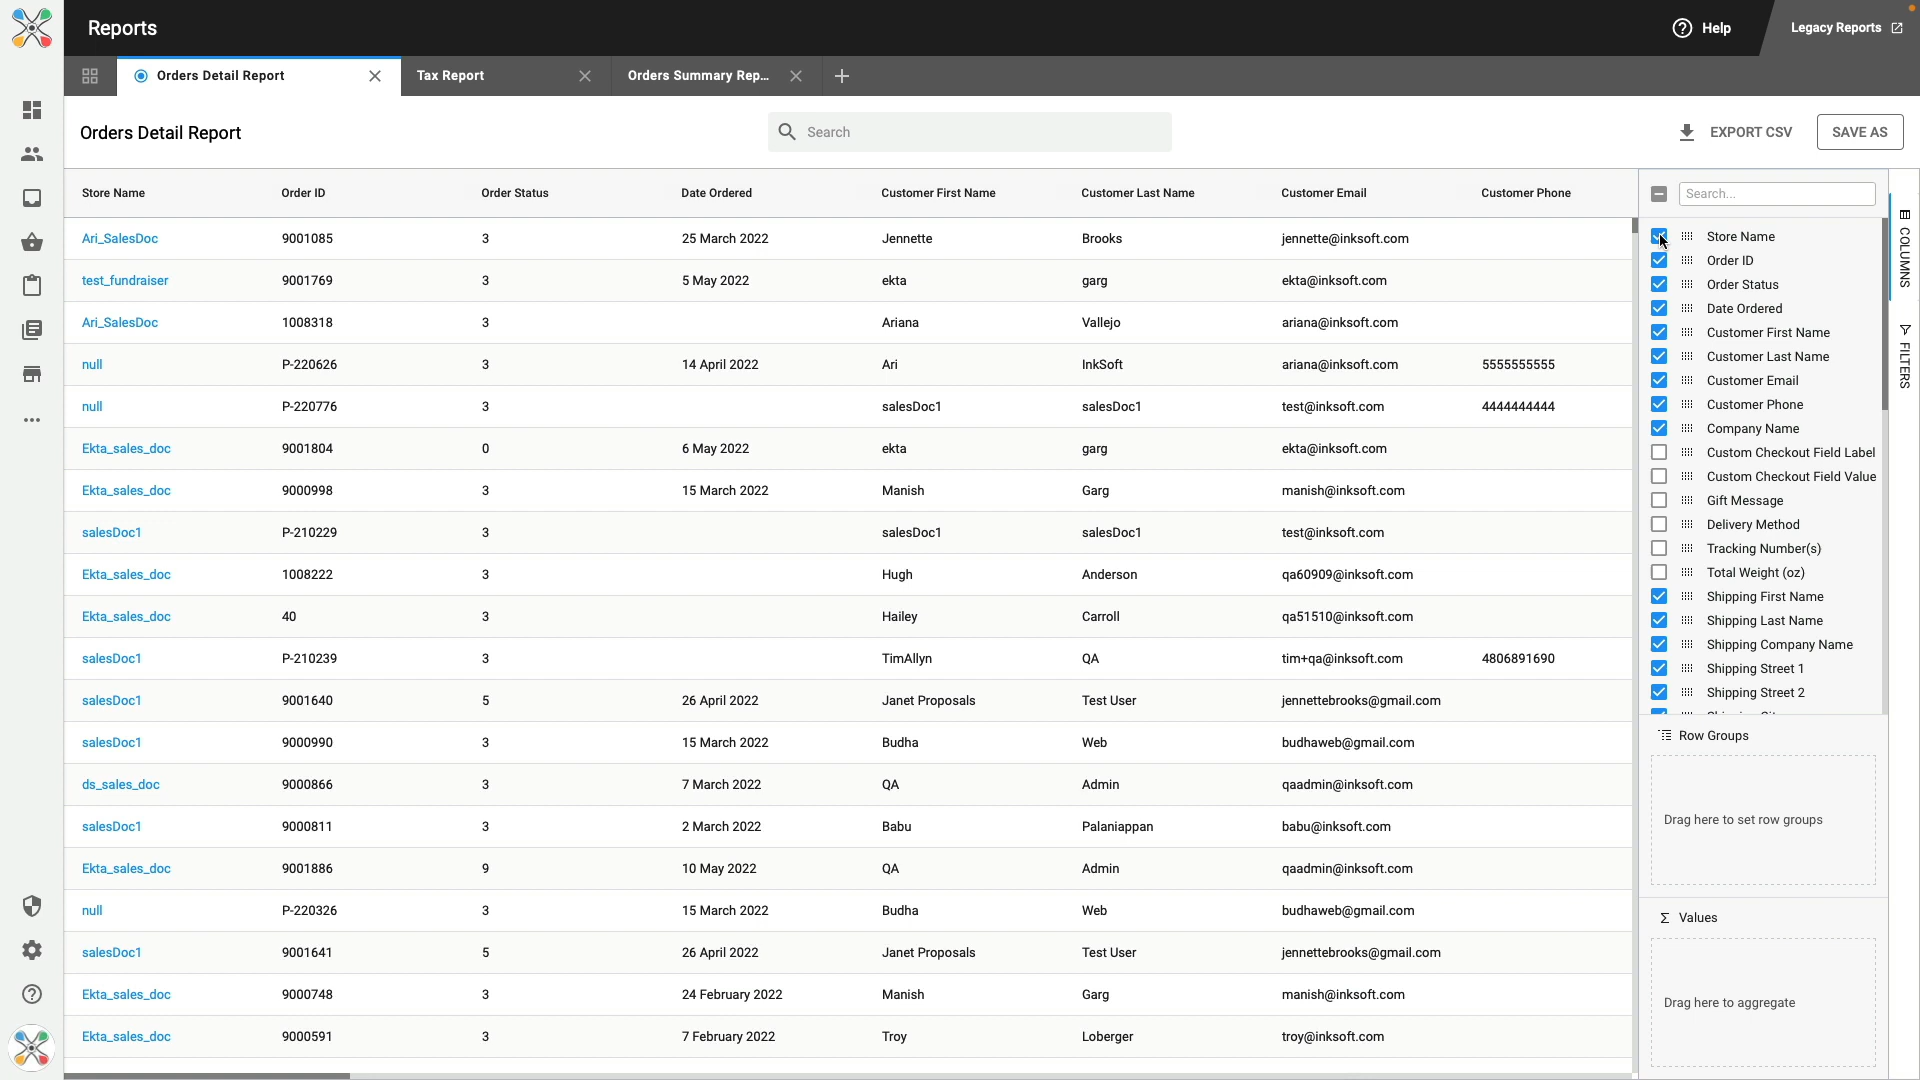 Reports
Help
Legacy Reports
Orders Detail Report
Tax Report
Orders Summary Rep...
Orders Detail Report
Search
EXPORT CSV
SAVE AS
Store Name Order ID Order Status Date Ordered Customer First Name Customer Last Name Customer Email Customer Phone
Ari_SalesDoc 9001085 3 25 March 2022 Jennette Brooks jennette@inksoft.com
test_fundraiser 9001769 3 5 May 2022 ekta garg ekta@inksoft.com
Ari_SalesDoc 1008318 3 Ariana Vallejo ariana@inksoft.com
null P-220626 3 14 April 2022 Ari InkSoft ariana@inksoft.com 5555555555
null P-220776 3 salesDoc1 salesDoc1 test@inksoft.com 4444444444
Ekta_sales_doc 9001804 0 6 May 2022 ekta garg ekta@inksoft.com
Ekta_sales_doc 9000998 3 15 March 2022 Manish Garg manish@inksoft.com
salesDoc1 P-210229 3 salesDoc1 salesDoc1 test@inksoft.com
Ekta_sales_doc 1008222 3 Hugh Anderson qa60909@inksoft.com
Ekta_sales_doc 40 3 Hailey Carroll qa51510@inksoft.com
salesDoc1 P-210239 3 TimAllyn QA tim+qa@inksoft.com 4806891690
salesDoc1 9001640 5 26 April 2022 Janet Proposals Test User jennettebrooks@gmail.com
salesDoc1 9000990 3 15 March 2022 Budha Web budhaweb@gmail.com
ds_sales_doc 9000866 3 7 March 2022 QA Admin qaadmin@inksoft.com
salesDoc1 9000811 3 2 March 2022 Babu Palaniappan babu@inksoft.com
Ekta_sales_doc 9001886 9 10 May 2022 QA Admin qaadmin@inksoft.com
null P-220326 3 15 March 2022 Budha Web budhaweb@gmail.com
salesDoc1 9001641 5 26 April 2022 Janet Proposals Test User jennettebrooks@gmail.com
Ekta_sales_doc 9000748 3 24 February 2022 Manish Garg manish@inksoft.com
Ekta_sales_doc 9000591 3 7 February 2022 Troy Loberger troy@inksoft.com
Search...
Store Name
Order ID
Order Status
Date Ordered
Customer First Name
Customer Last Name
Customer Email
Customer Phone
Company Name
Custom Checkout Field Label
Custom Checkout Field Value
Gift Message
Delivery Method
Tracking Number(s)
Total Weight (oz)
Shipping First Name
Shipping Last Name
Shipping Company Name
Shipping Street 1
Shipping Street 2
Row Groups
Drag here to set row groups
Values
Drag here to aggregate
COLUMNS
FILTERS